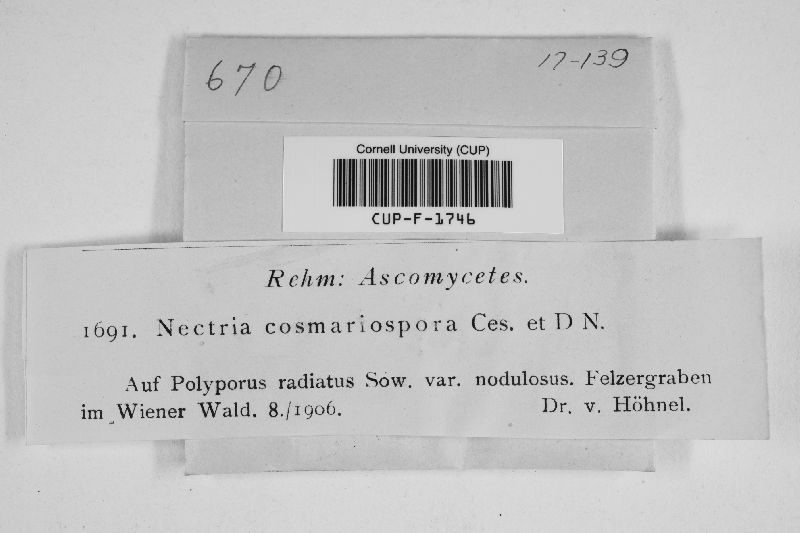 670
17-139
Cornell University (CUP)
CUP-F-1746
Rehm: Ascomycetes.
1691. Nectria cosmariospora Ces. et D N.
Auf Polyporus radiatus Sow. var. nodulosus. Felzergraben
im Wiener Wald. 8./1906. Dr. v. Höhnel.